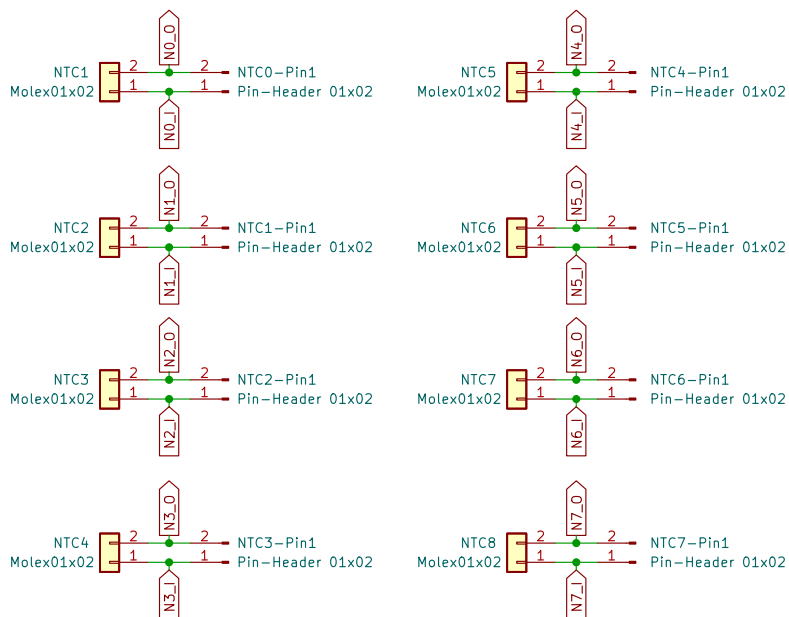 N0_O
NTC1 2 2 NTC0-Pin1
Molex01x02 1 1 Pin-Header 01x02
N0_I
N4_O
NTC5 2 2 NTC4-Pin1
Molex01x02 1 1 Pin-Header 01x02
N4_I
N1_O
NTC2 2 2 NTC1-Pin1
Molex01x02 1 1 Pin-Header 01x02
N1_I
N5_O
NTC6 2 2 NTC5-Pin1
Molex01x02 1 1 Pin-Header 01x02
N5_I
N2_O
NTC3 2 2 NTC2-Pin1
Molex01x02 1 1 Pin-Header 01x02
N2_I
N6_O
NTC7 2 2 NTC6-Pin1
Molex01x02 1 1 Pin-Header 01x02
N6_I
N3_O
NTC4 2 2 NTC3-Pin1
Molex01x02 1 1 Pin-Header 01x02
N3_I
N7_O
NTC8 2 2 NTC7-Pin1
Molex01x02 1 1 Pin-Header 01x02
N7_I